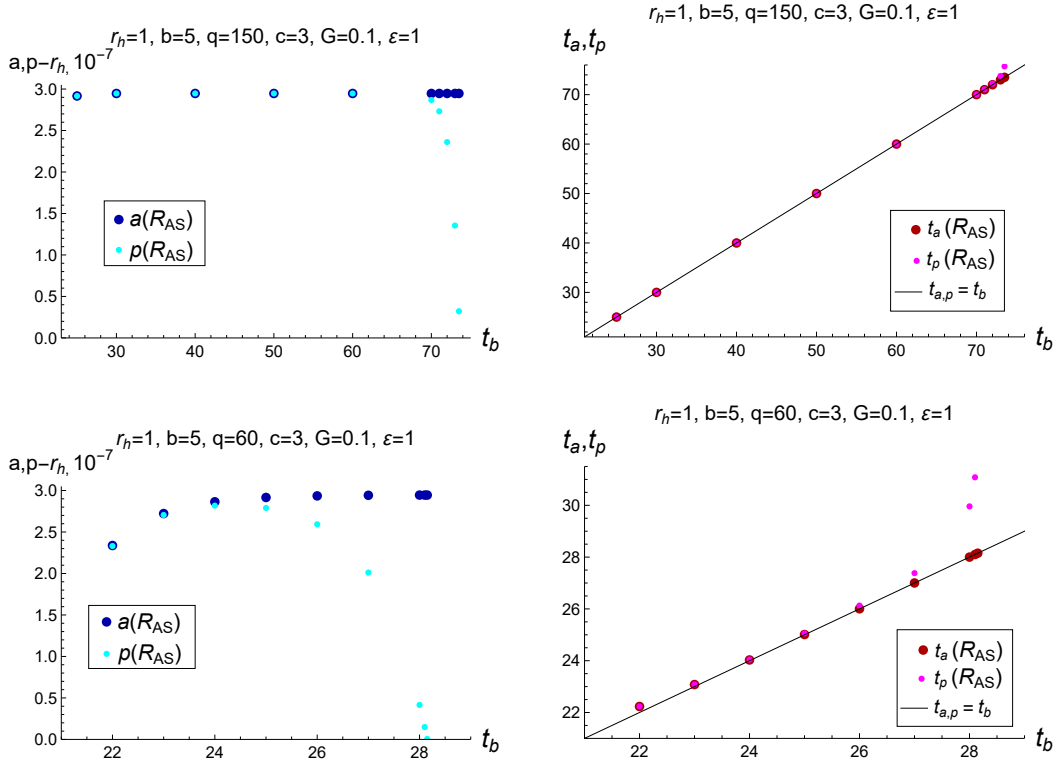 r_h=1, b=5, q=150, c=3, G=0.1, ϵ=1
a,p−r_h, 10^-7
3.0
2.5
2.0
1.5
1.0
0.5
0.0
30 40 50 60 70
t_b
a(R_AS)
p(R_AS)
r_h=1, b=5, q=150, c=3, G=0.1, ϵ=1
t_a,t_p
70
60
50
40
30
30 40 50 60 70
t_b
t_a(R_AS)
t_p(R_AS)
t_a,p = t_b
r_h=1, b=5, q=60, c=3, G=0.1, ϵ=1
a,p−r_h, 10^-7
3.0
2.5
2.0
1.5
1.0
0.5
0.0
22 24 26 28
t_b
a(R_AS)
p(R_AS)
r_h=1, b=5, q=60, c=3, G=0.1, ϵ=1
t_a,t_p
30
28
26
24
22
22 24 26 28
t_b
t_a(R_AS)
t_p(R_AS)
t_a,p = t_b